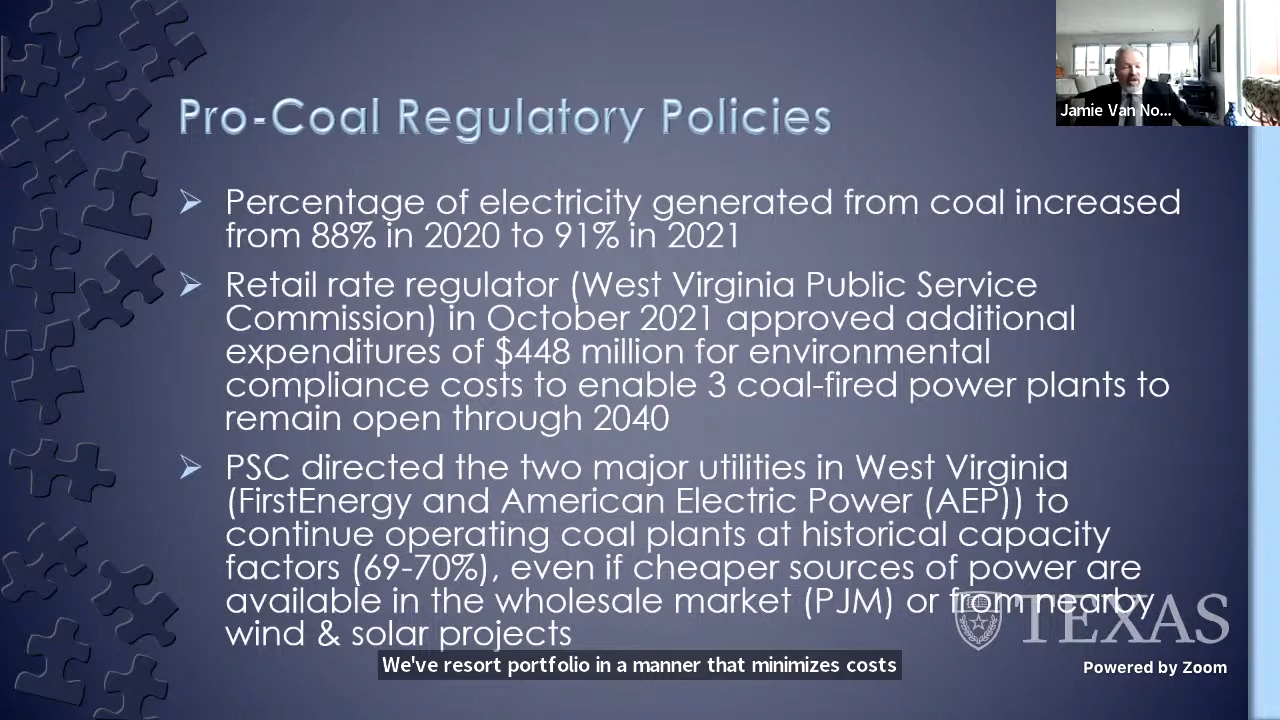 Jamie Van No...
Pro-Coal Regulatory Policies
Percentage of electricity generated from coal increased
from 88% in 2020 to 91% in 2021
Retail rate regulator (West Virginia Public Service
Commission) in October 2021 approved additional
expenditures of $448 million for environmental
compliance costs to enable 3 coal-fired power plants to
remain open through 2040
PSC directed the two major utilities in West Virginia
(FirstEnergy and American Electric Power (AEP)) to
continue operating coal plants at historical capacity
factors (69-70%), even if cheaper sources of power are
available in the wholesale market (PJM) or from nearby
wind & solar projects
TEXAS
We've resort portfolio in a manner that minimizes costs
Powered by Zoom